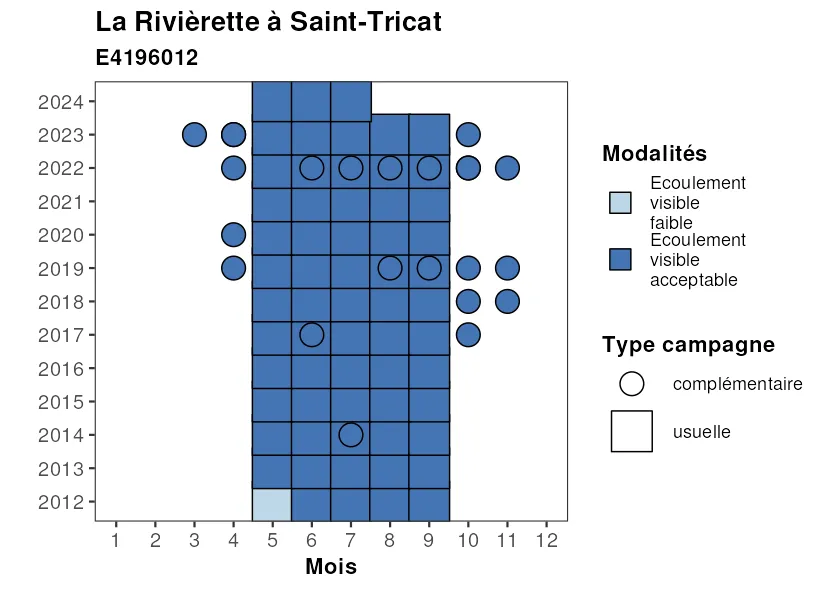 La Rivièrette à Saint-Tricat
E4196012
2024
2023
2022
2021
2020
2019
2018
2017
2016
2015
2014
2013
2012
1 2 3 4 5 6 7 8 9 10 11 12
Mois
Modalités
Ecoulement
visible
faible
Ecoulement
visible
acceptable
Type campagne
complémentaire
usuelle